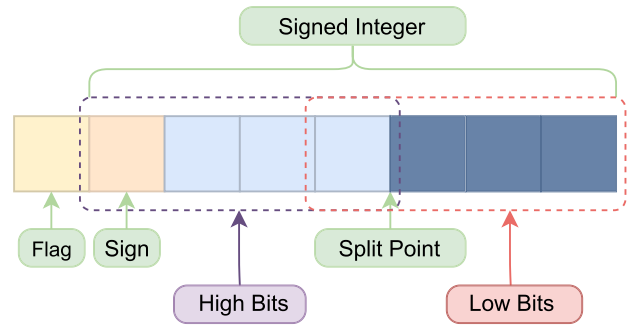 Signed Integer
Flag
Sign
Split Point
High Bits
Low Bits